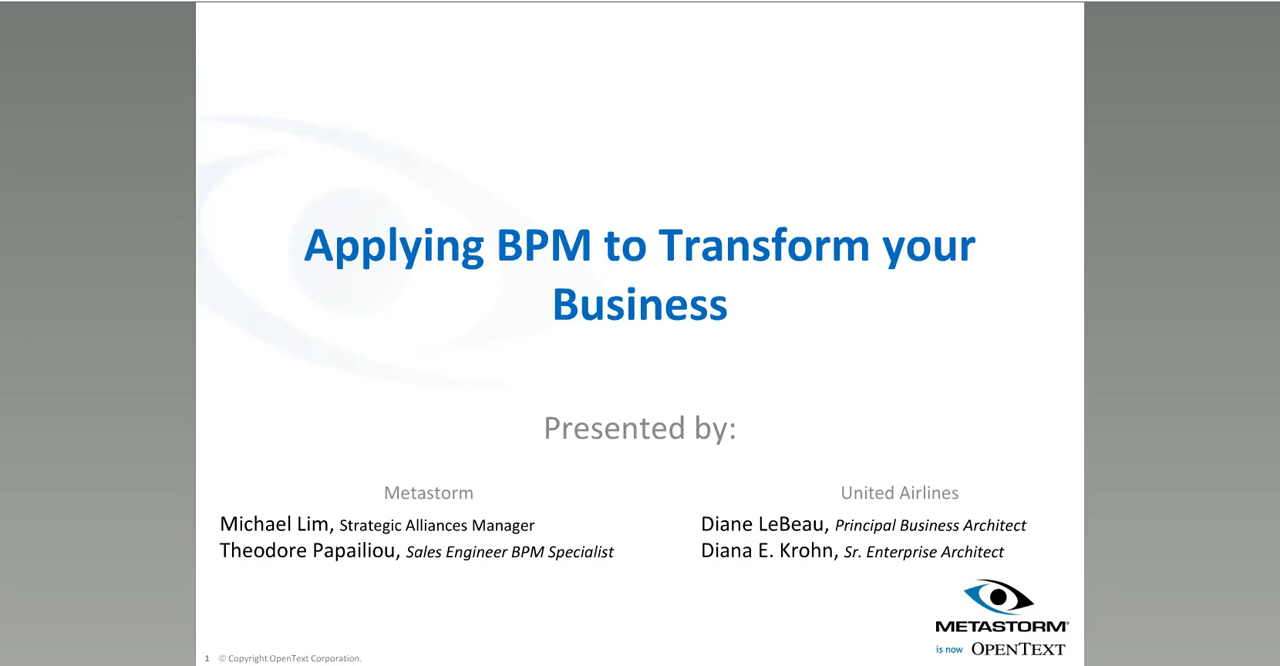 Applying BPM to Transform your
Business
Presented by:
Metastorm
Michael Lim, Strategic Alliances Manager
Theodore Papailiou, Sales Engineer BPM Specialist
United Airlines
Diane LeBeau, Principal Business Architect
Diana E. Krohn, Sr. Enterprise Architect
METASTORM®
is now OPENTEXT
1 © Copyright OpenText Corporation.